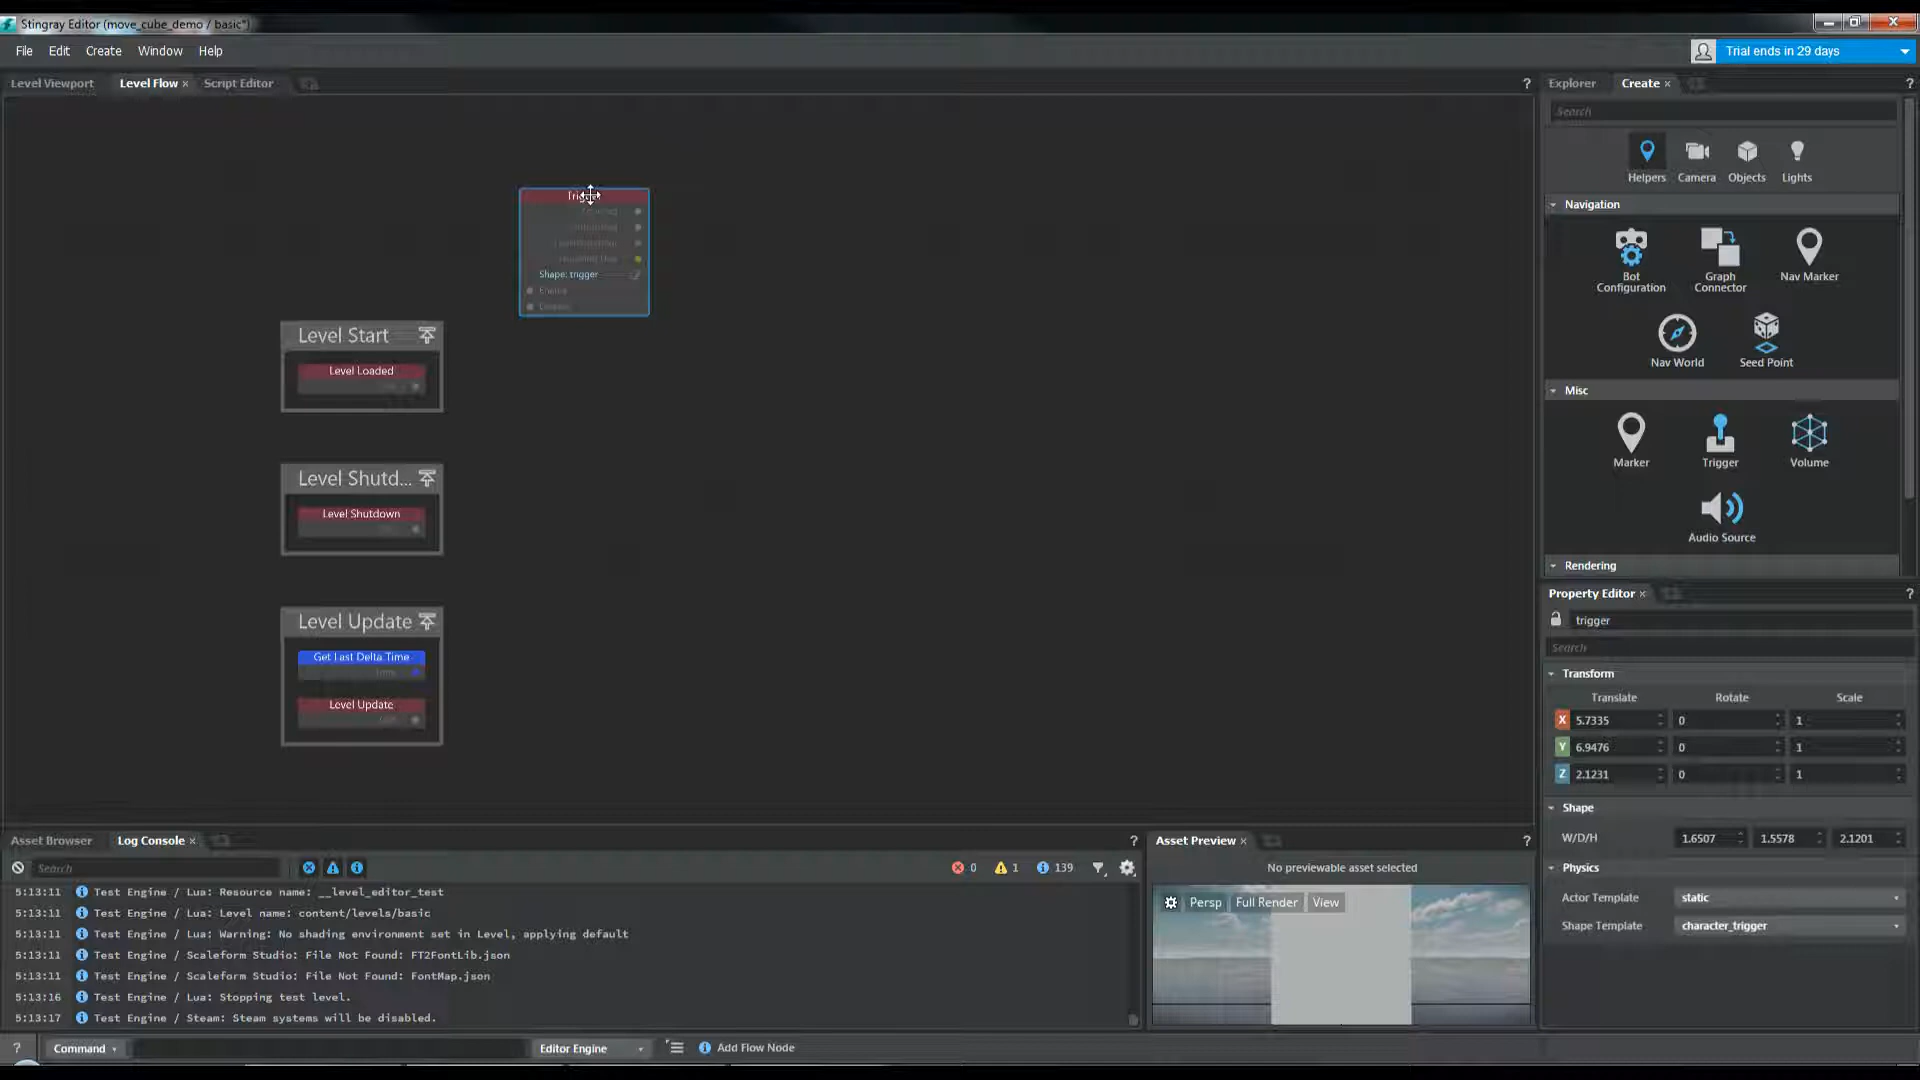 Stingray Editor (move_cube_demo / basic*)
File Edit Create Window Help
Trial ends in 29 days
Level Viewport Level Flow × Script Editor
?
Explorer Create ×
?
Search
Helpers Camera Objects Lights
Navigation
Bot Configuration
Graph Connector
Nav Marker
Nav World
Seed Point
Misc
Marker Trigger Volume
Audio Source
Rendering
Shape: trigger
Enable
Level Start
Level Loaded
Level Shutd...
Level Shutdown
Level Update
Get Last Delta Time
Level Update
Property Editor ×
?
trigger
Search
Transform
Translate Rotate Scale
X 5.7335 0 1
Y 6.9476 0 1
Z 2.1231 0 1
Shape
W/D/H 1.6507 1.5578 2.1201
Physics
Actor Template static
Shape Template character_trigger
Asset Browser Log Console ×
?
Search
0 1 139
5:13:11 Test Engine / Lua: Resource name: __level_editor_test
5:13:11 Test Engine / Lua: Level name: content/levels/basic
5:13:11 Test Engine / Lua: Warning: No shading environment set in Level, applying default
5:13:11 Test Engine / Scaleform Studio: File Not Found: FT2FontLib.json
5:13:11 Test Engine / Scaleform Studio: File Not Found: FontMap.json
5:13:16 Test Engine / Lua: Stopping test level.
5:13:17 Test Engine / Steam: Steam systems will be disabled.
Asset Preview ×
?
No previewable asset selected
Persp Full Render View
? Command Editor Engine Add Flow Node